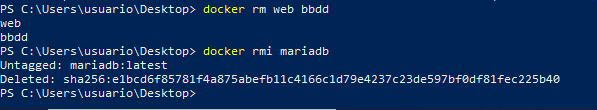 PS C:\Users\usuario\Desktop> docker rm web bbdd
web
bbdd
PS C:\Users\usuario\Desktop> docker rmi mariadb
Untagged: mariadb:latest
Deleted: sha256:e1bcd6f85781f4a875abefb11c4166c1d79e4237c23de597bf0df81fec225b40
PS C:\Users\usuario\Desktop>